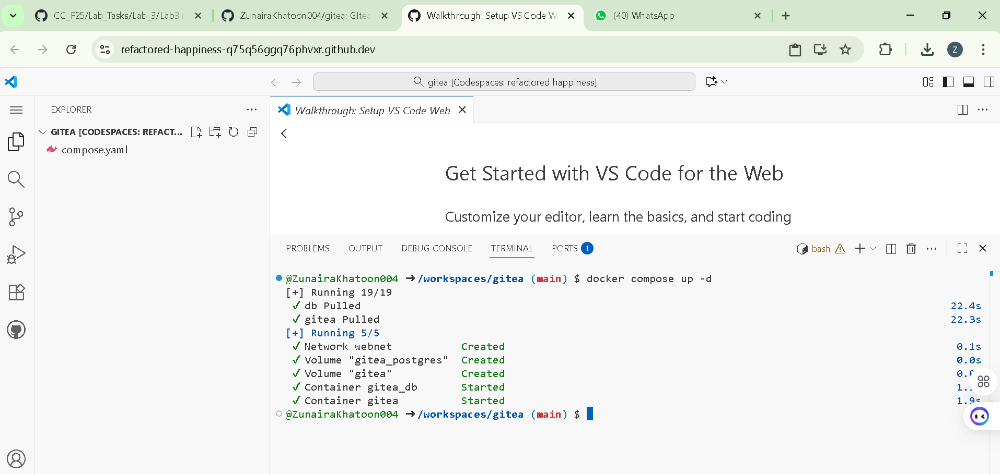 CC_F25/Lab_Tasks/Lab_3/Lab3.
ZunairaKhatoon004/gitea: GItea
Walkthrough: Setup VS Code W
(40) WhatsApp
refactored-happiness-q75q56ggq76phvxr.github.dev
Z
gitea [Codespaces: refactored happiness]
EXPLORER
GITEA [CODESPACES: REFACT...
compose.yaml
Walkthrough: Setup VS Code Web
Get Started with VS Code for the Web
Customize your editor, learn the basics, and start coding
PROBLEMS OUTPUT DEBUG CONSOLE TERMINAL PORTS 1
bash
@ZunairaKhatoon004 ➜ /workspaces/gitea (main) $ docker compose up -d
[+] Running 19/19
✔ db Pulled 22.4s
✔ gitea Pulled 22.3s
[+] Running 5/5
✔ Network webnet Created 0.1s
✔ Volume "gitea_postgres" Created 0.0s
✔ Volume "gitea" Created 0.
✔ Container gitea_db Started 1.
✔ Container gitea Started 1.9s
@ZunairaKhatoon004 ➜ /workspaces/gitea (main) $